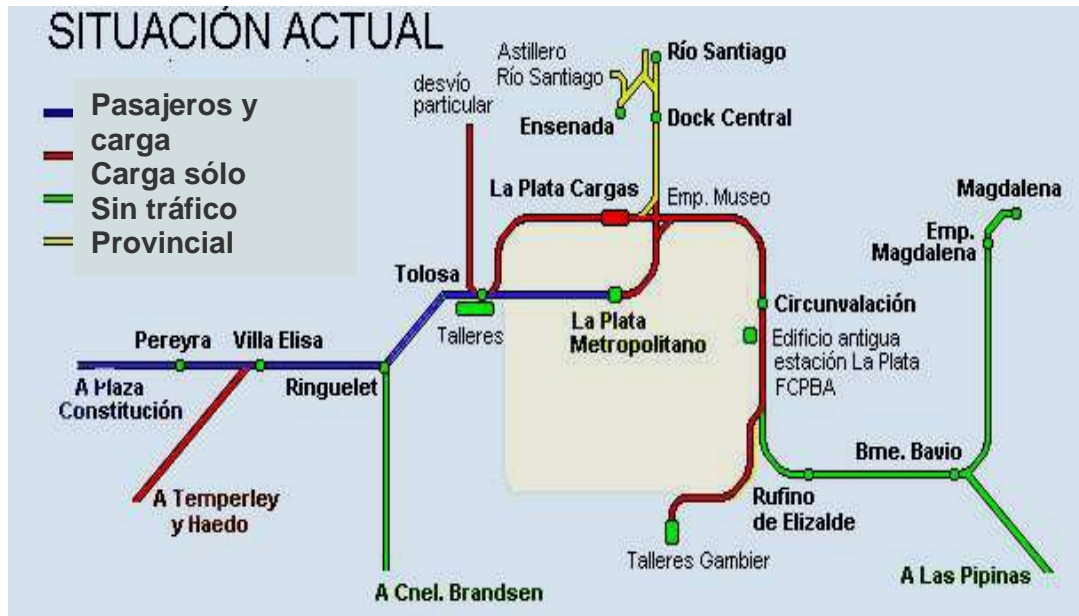 SITUACIÓN ACTUAL
Pasajeros y
carga
Carga sólo
Sin tráfico
Provincial
desvío
particular
Astillero
Río Santiago
Río Santiago
Ensenada
Dock Central
La Plata Cargas
Emp. Museo
Magdalena
Emp.
Magdalena
Tolosa
Talleres
La Plata
Metropolitano
Circunvalación
Edificio antigua
estación La Plata
FCPBA
Pereyra
Villa Elisa
Ringuelet
A Plaza
Constitución
A Temperley
y Haedo
A Cnel. Brandsen
Bme. Bavio
Rufino
de Elizalde
Talleres Gambier
A Las Pipinas